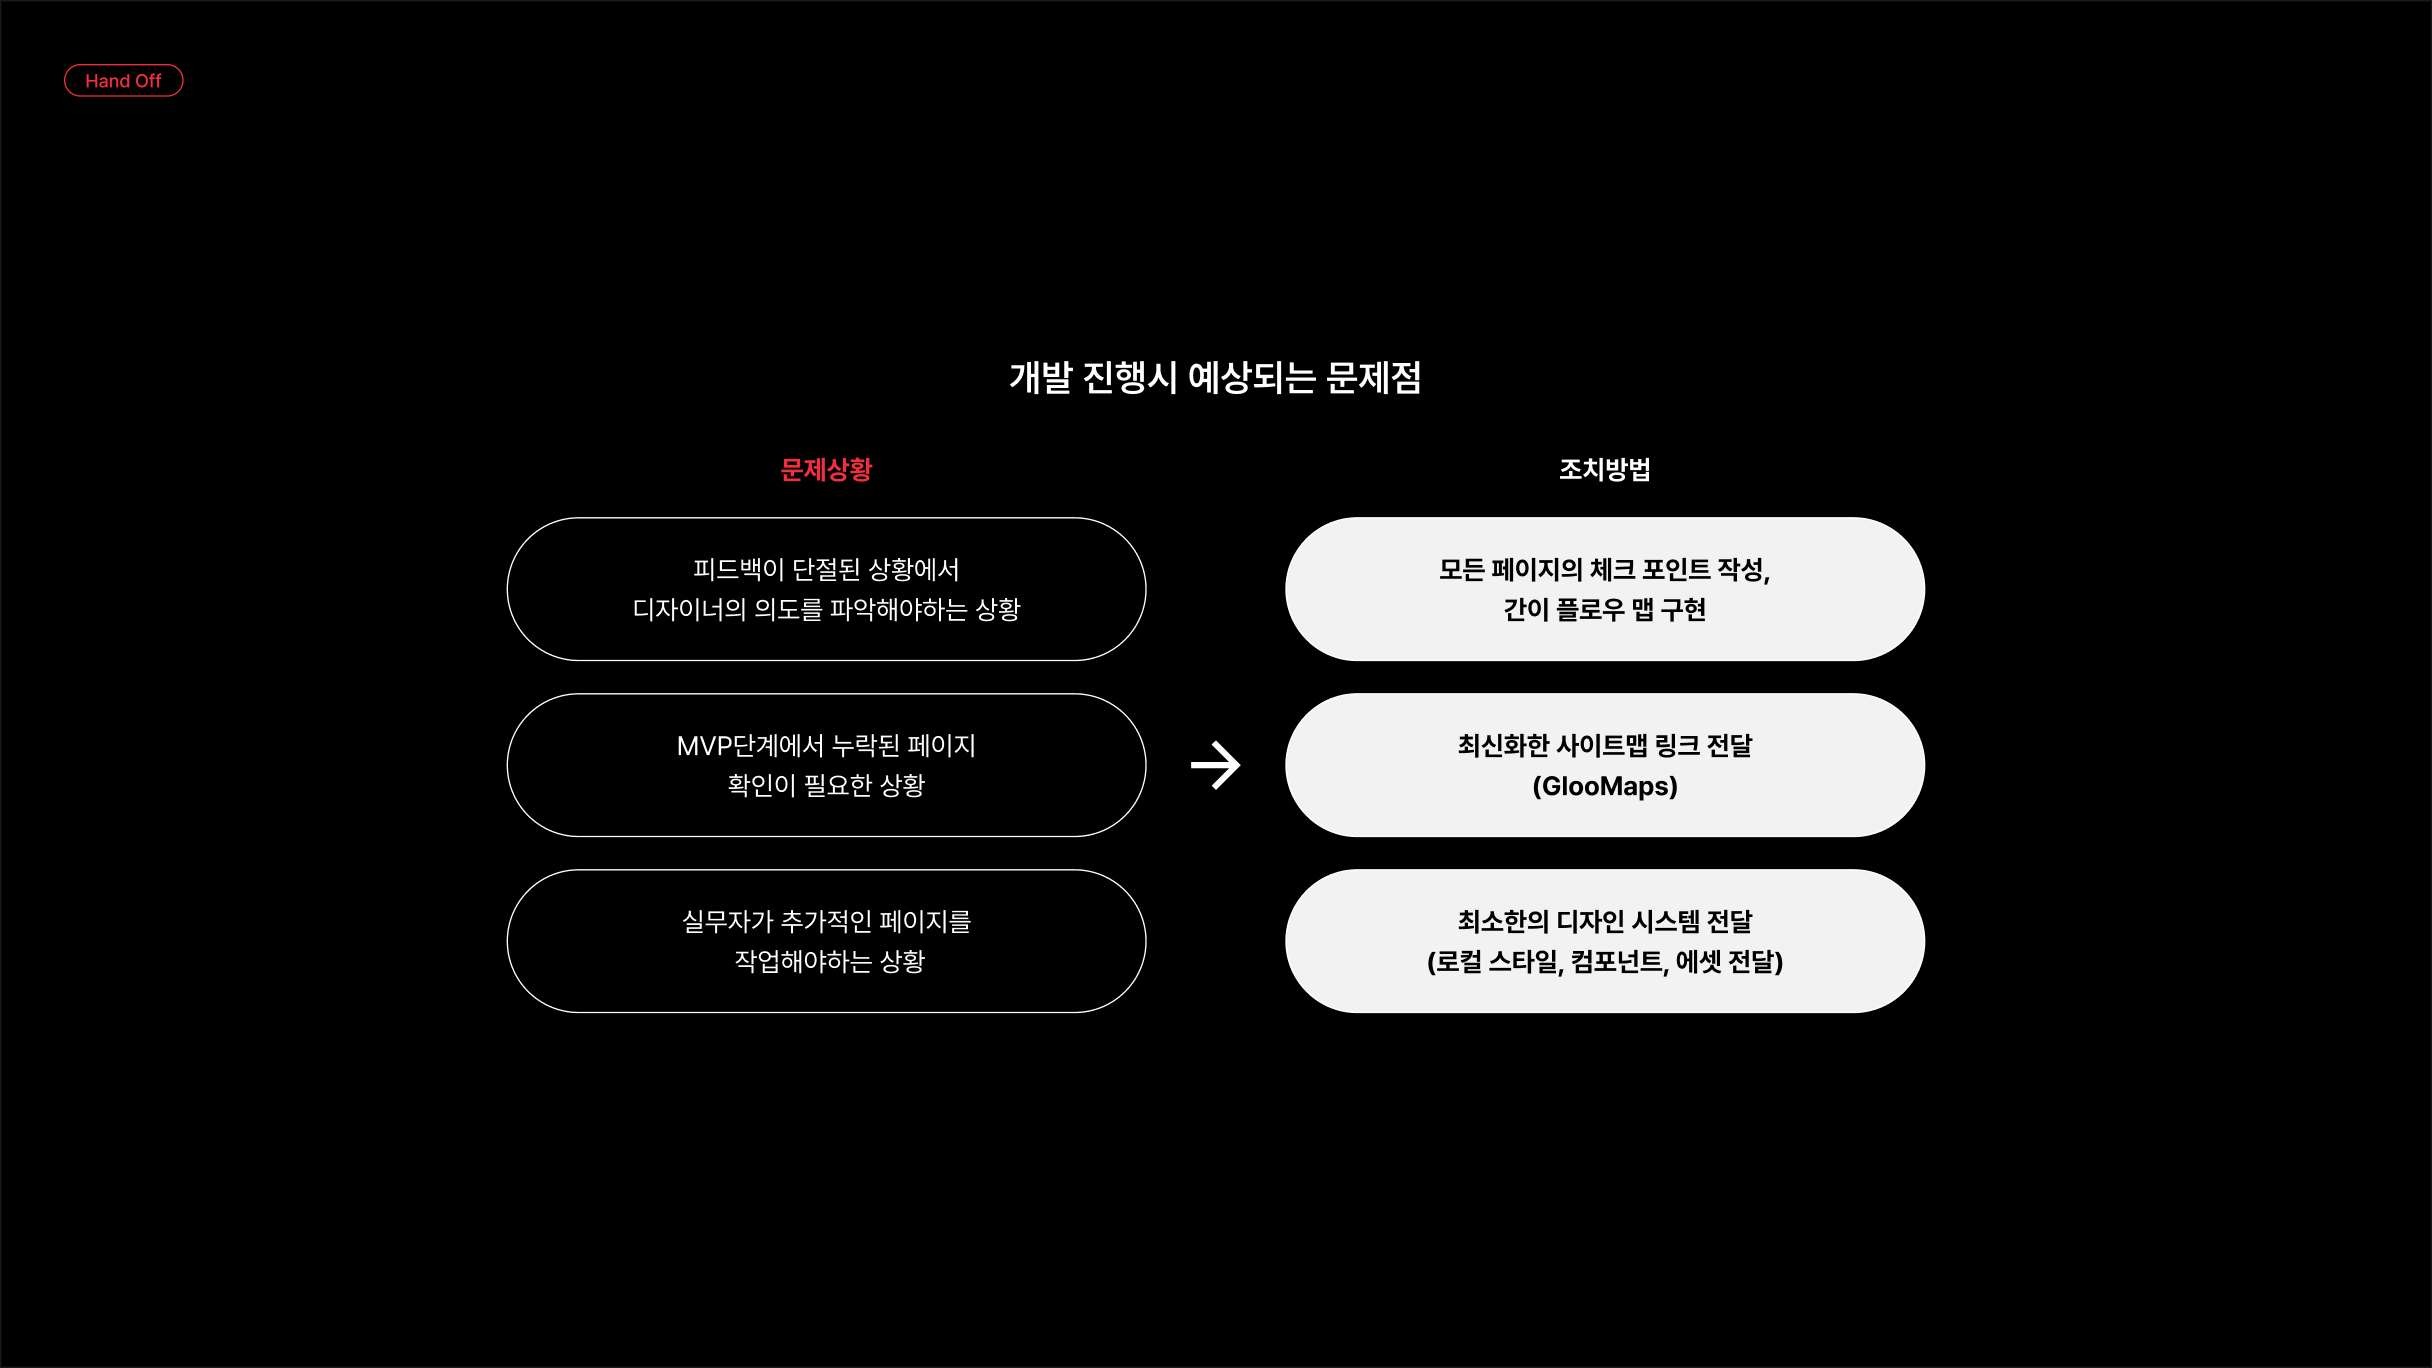 Hand Off
개발 진행시 예상되는 문제점
문제상황
피드백이 단절된 상황에서
디자이너의 의도를 파악해야하는 상황
MVP단계에서 누락된 페이지
확인이 필요한 상황
실무자가 추가적인 페이지를
작업해야하는 상황
조치방법
모든 페이지의 체크 포인트 작성,
간이 플로우 맵 구현
최신화한 사이트맵 링크 전달
(GlooMaps)
최소한의 디자인 시스템 전달
(로컬 스타일, 컴포넌트, 에셋 전달)